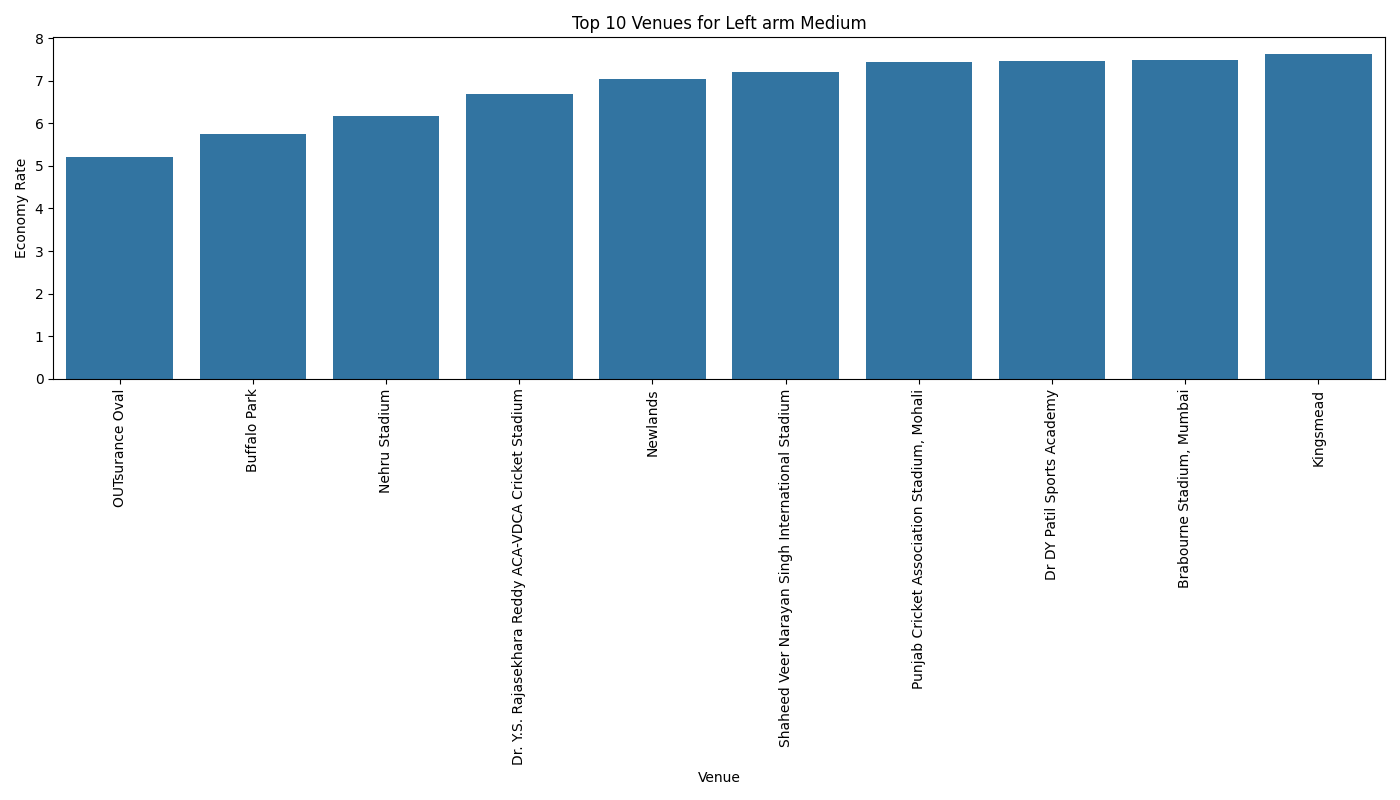 Top 10 Venues for Left arm Medium
Economy Rate
8
7
6
5
4
3
2
1
0
OUTsurance Oval
Buffalo Park
Nehru Stadium
Dr. Y.S. Rajasekhara Reddy ACA-VDCA Cricket Stadium
Newlands
Shaheed Veer Narayan Singh International Stadium
Punjab Cricket Association Stadium, Mohali
Dr DY Patil Sports Academy
Brabourne Stadium, Mumbai
Kingsmead
Venue